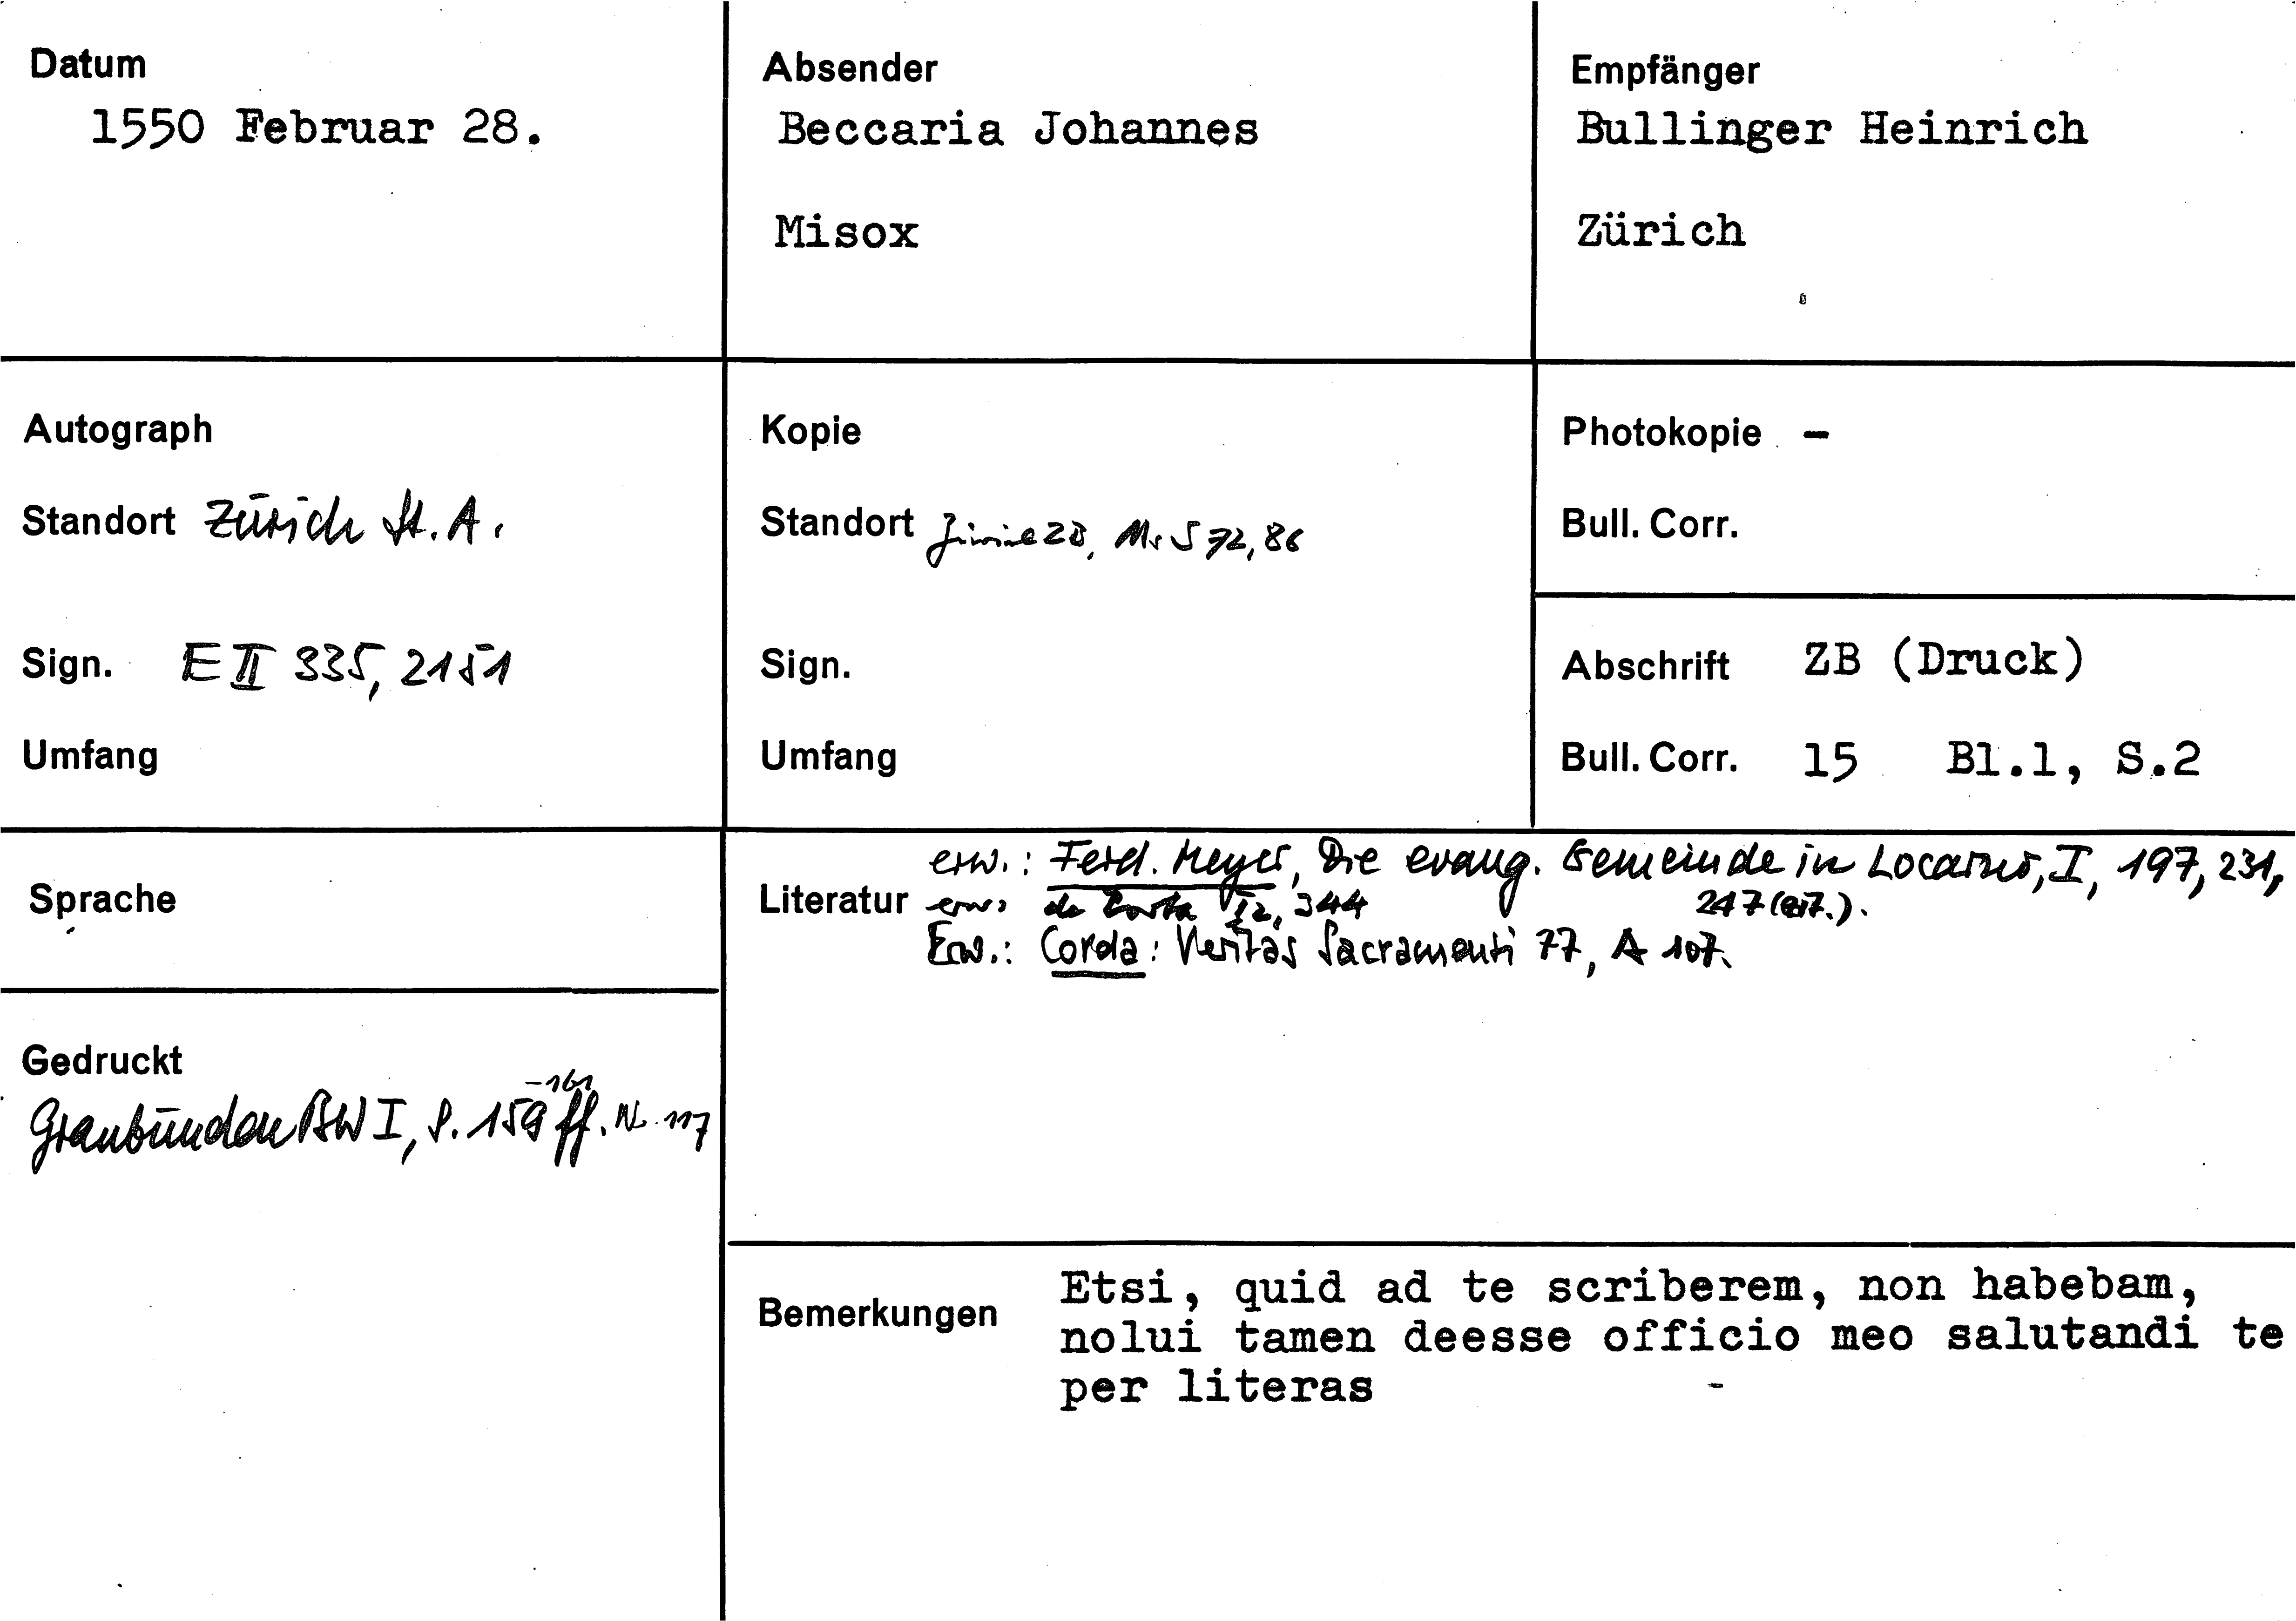 Datum
1550 Februar 28.
Absender
Beccaria Johannes
Misox
Empfänger
Bullinger Heinrich
Zürich
Autograph
Standort Zürich St. A.
Sign. E II 335, 2151
Umfang
Kopie
Standort ZB, Ms S 72, 86
Sign.
Umfang
Photokopie -
Bull. Corr.
Abschrift ZB (Druck)
Bull. Corr. 15 Bl.1, S.2
Sprache
Gedruckt
-161
Graubünden BW I, S. 159 ff. Nr. 117
Literatur
erw.: Ferd. Meyer, Die evang. Gemeinde in Locarno, I, 197, 231,
247 (zit.).
erw. de Porta I2, 344
Erw.: Corda: Veritas Sacramenti 77, A 107.
Bemerkungen
Etsi, quid ad te scriberem, non habebam,
nolui tamen deesse officio meo salutandi te
per literas -